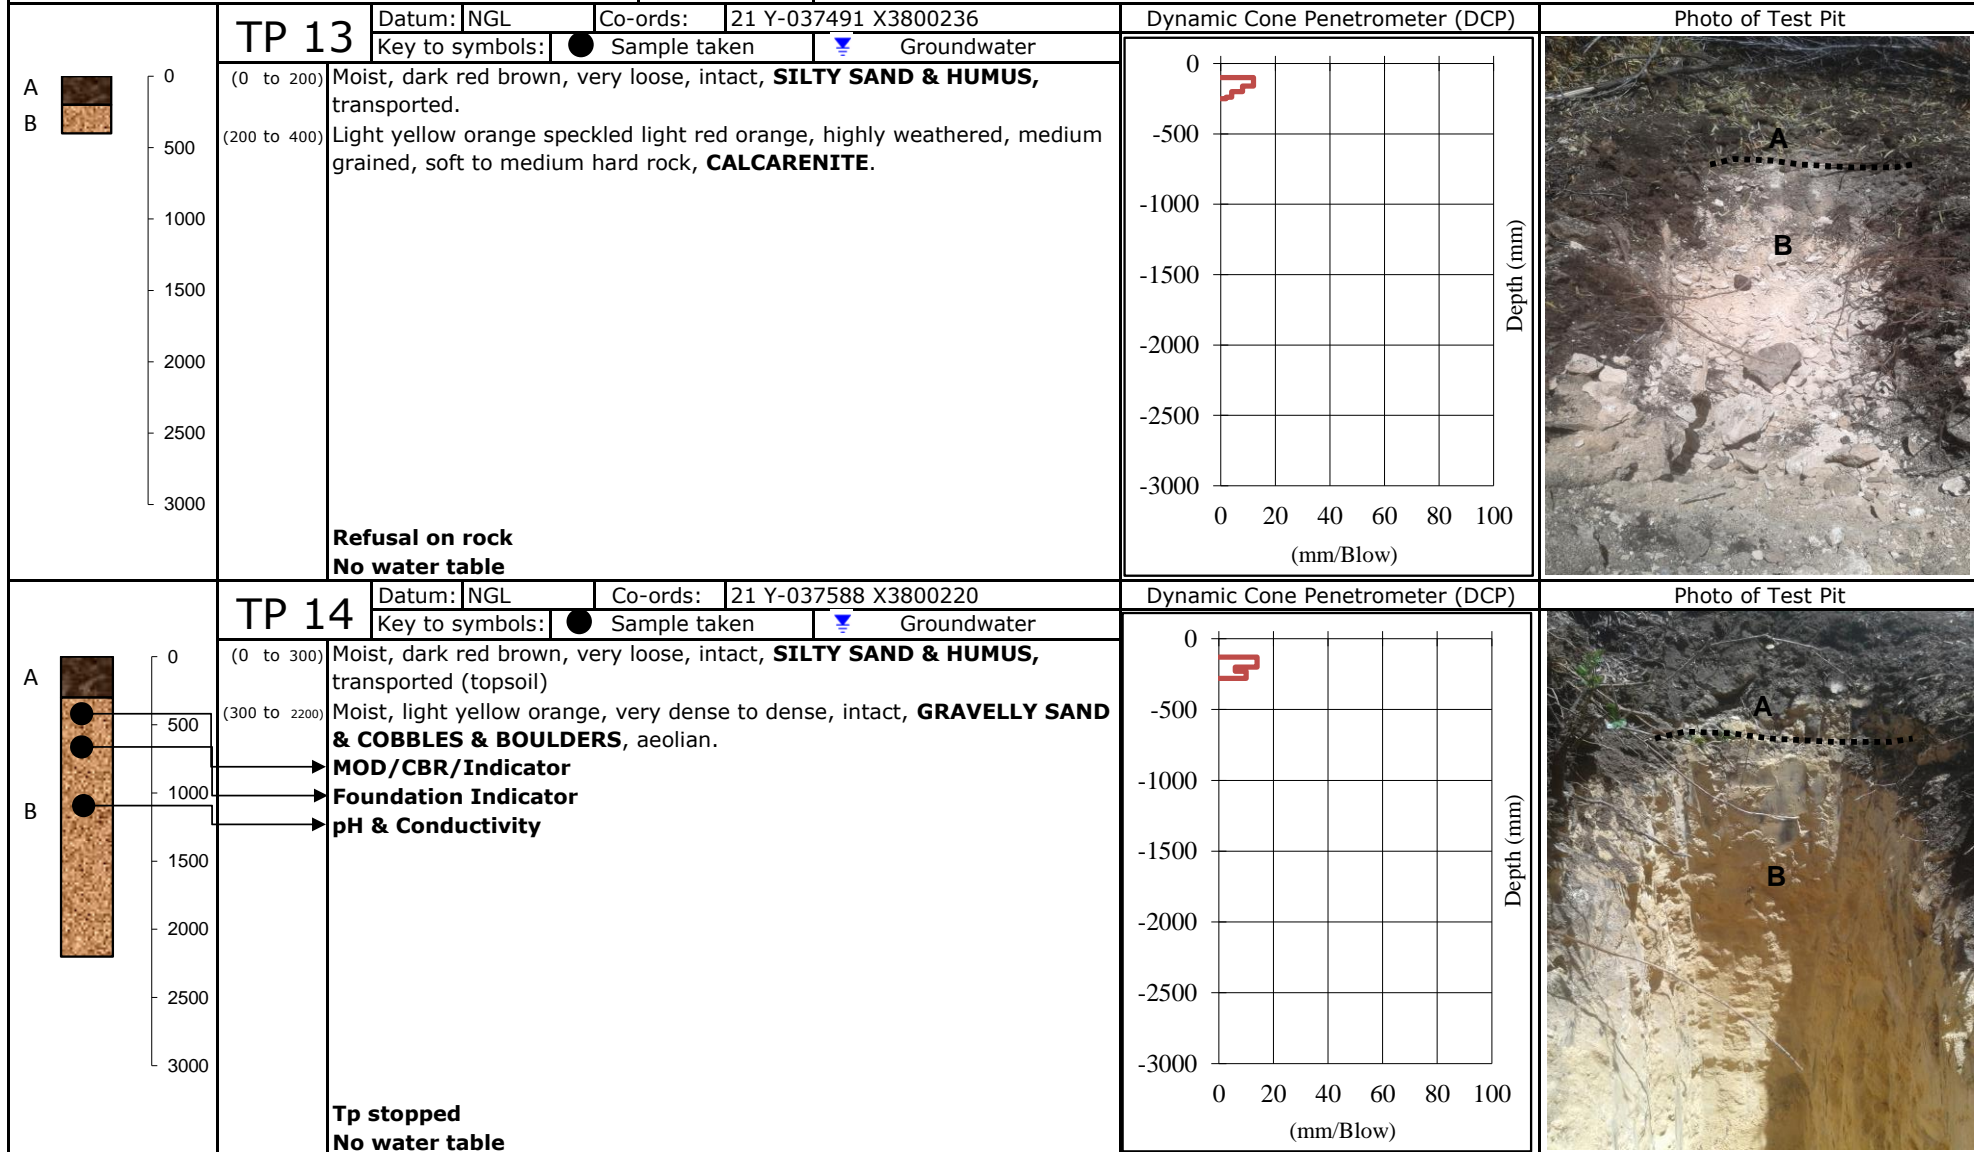 TP 13
Datum: NGL Co-ords: 21 Y-037491 X3800236
Key to symbols: Sample taken Groundwater
Dynamic Cone Penetrometer (DCP)
Photo of Test Pit
A
B
0
500
1000
1500
2000
2500
3000
(0 to 200) Moist, dark red brown, very loose, intact, SILTY SAND & HUMUS,
transported.
(200 to 400) Light yellow orange speckled light red orange, highly weathered, medium
grained, soft to medium hard rock, CALCARENITE.
Refusal on rock
No water table
0
-500
-1000
-1500
-2000
-2500
-3000
0 20 40 60 80 100
(mm/Blow)
Depth (mm)
A
B
TP 14
Datum: NGL Co-ords: 21 Y-037588 X3800220
Key to symbols: Sample taken Groundwater
Dynamic Cone Penetrometer (DCP)
Photo of Test Pit
A
B
0
500
1000
1500
2000
2500
3000
(0 to 300) Moist, dark red brown, very loose, intact, SILTY SAND & HUMUS,
transported (topsoil)
(300 to 2200) Moist, light yellow orange, very dense to dense, intact, GRAVELLY SAND
& COBBLES & BOULDERS, aeolian.
MOD/CBR/Indicator
Foundation Indicator
pH & Conductivity
Tp stopped
No water table
0
-500
-1000
-1500
-2000
-2500
-3000
0 20 40 60 80 100
(mm/Blow)
Depth (mm)
A
B